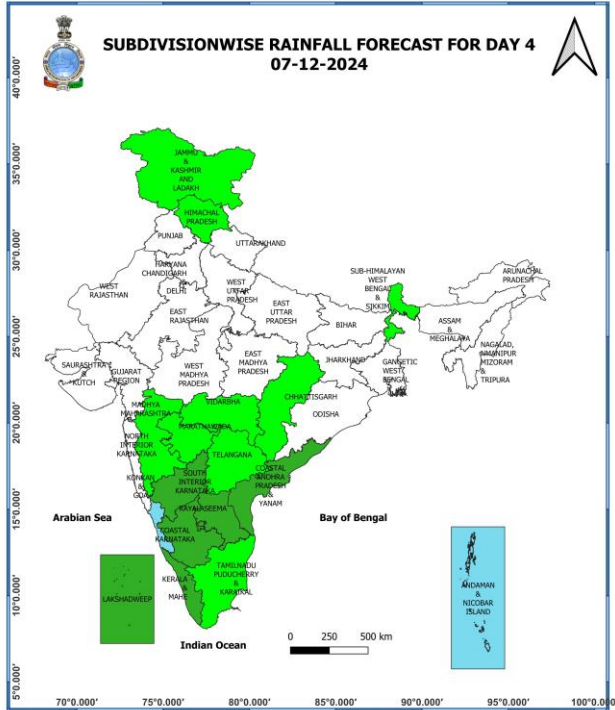 SUBDIVISIONWISE RAINFALL FORECAST FOR DAY 4
07-12-2024
40°0.000'
35°0.000'
30°0.000'
25°0.000'
20°0.000'
15°0.000'
10°0.000'
5°0.000'
JAMMU
&
KASHMIR
AND
LADAKH
HIMACHAL
PRADESH
PUNJAB
UTTARAKHAND
HARYANA
CHANDIGARH
&
DELHI
WEST
RAJASTHAN
WEST
UTTAR
PRADESH
EAST
RAJASTHAN
EAST
UTTAR
PRADESH
SUB-HIMALAYAN
WEST
BENGAL
&
SIKKIM
ARUNACHAL
PRADESH
BIHAR
ASSAM
&
MEGHALAYA
NAGALAD,
MANIPUR
MIZORAM
&
TRIPURA
SAURASHTRA
&
KUTCH
GUJARAT
REGION
WEST
MADHYA
PRADESH
EAST
MADHYA
PRADESH
JHARKHAND
GANGETIC
WEST
BENGAL
CHHATTISGARH
ODISHA
MADHYA
MAHARASHTRA
VIDARBHA
MARATHWADA
NORTH
INTERIOR
KARNATAKA
TELANGANA
KONKAN
&
GOA
SOUTH
INTERIOR
KARNATAKA
COASTAL
ANDHRA
PRADESH
&
YANAM
RAYALASEEMA
COASTAL
KARNATAKA
KERALA
&
MAHE
TAMILNADU
PUDUCHERRY
&
KARAIKAL
LAKSHADWEEP
ANDAMAN
&
NICOBAR
ISLAND
Arabian Sea
Bay of Bengal
Indian Ocean
0 250 500 km
70°0.000' 75°0.000' 80°0.000' 85°0.000' 90°0.000' 95°0.000' 100°0.000'